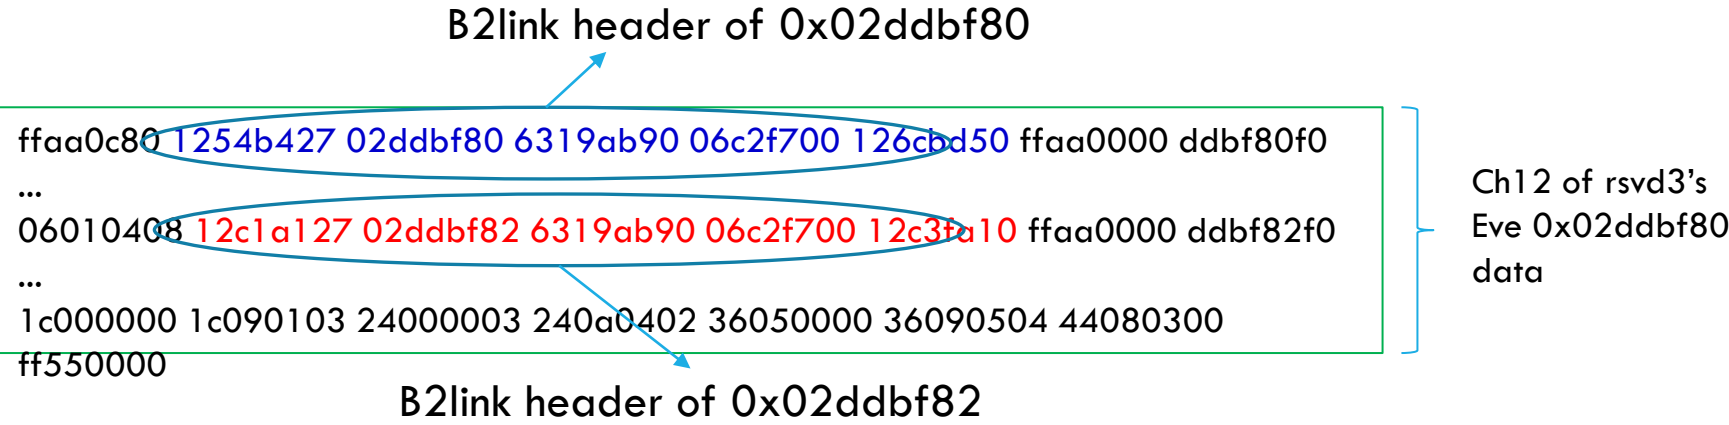 B2link header of 0x02ddbf80
ffaa0c80 1254b427 02ddbf80 6319ab90 06c2f700 126cbd50 ffaa0000 ddbf80f0
...
06010408 12c1a127 02ddbf82 6319ab90 06c2f700 12c3fa10 ffaa0000 ddbf82f0
...
1c000000 1c090103 24000003 240a0402 36050000 36090504 44080300
ff550000
Ch12 of rsvd3’s
Eve 0x02ddbf80
data
B2link header of 0x02ddbf82